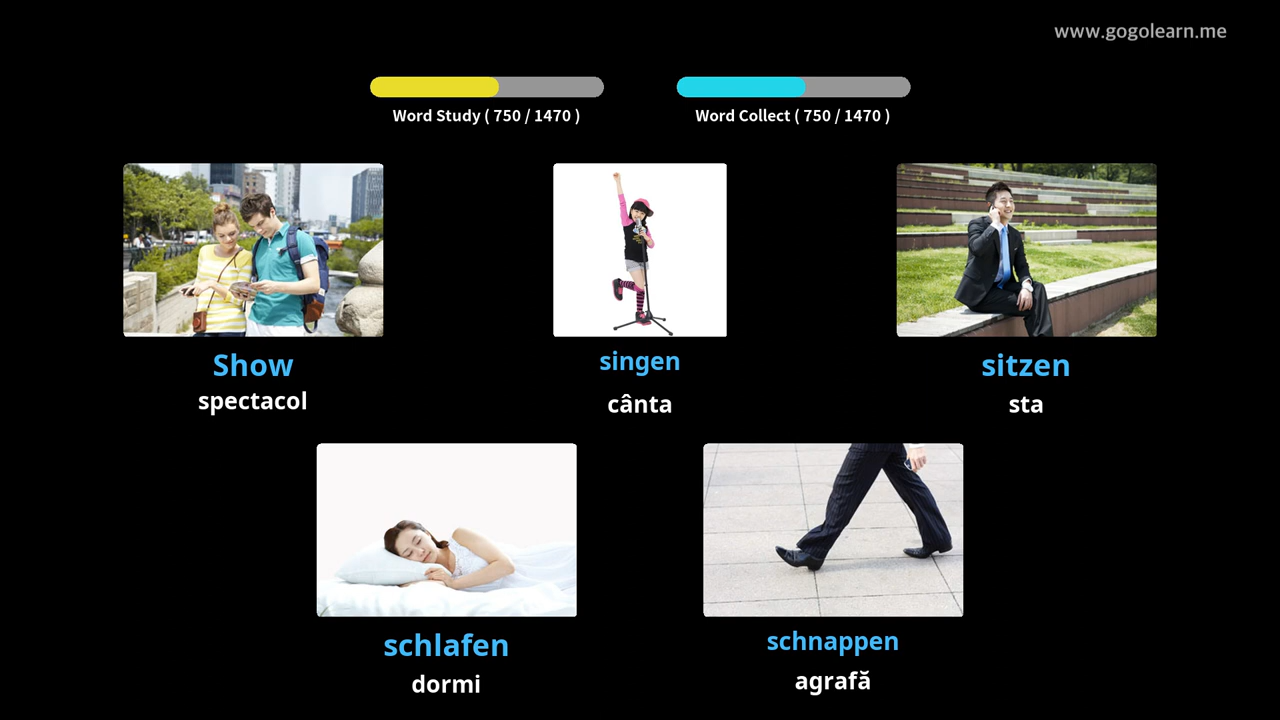 www.gogolearn.me
Word Study ( 750 / 1470 )
Word Collect ( 750 / 1470 )
Show
spectacol
singen
cânta
sitzen
sta
schlafen
dormi
schnappen
agrafă